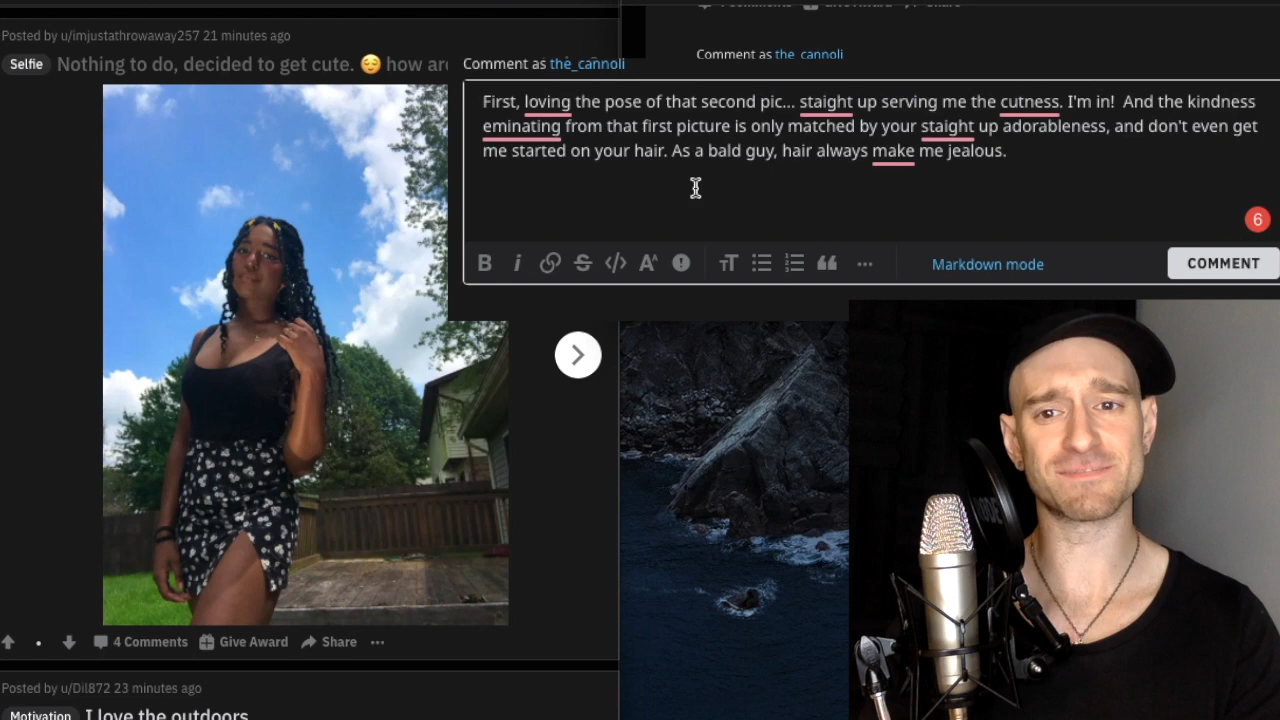 Posted by u/imjustathrowaway257 21 minutes ago
Selfie Nothing to do, decided to get cute. 😌 how are
4 Comments Give Award Share
Posted by u/Dil872 23 minutes ago
Motivation I love the outdoors
Comments Give Award Share
Comment as the_cannoli
Comment as the_cannoli
First, loving the pose of that second pic... staight up serving me the cutness. I'm in! And the kindness
eminating from that first picture is only matched by your staight up adorableness, and don't even get
me started on your hair. As a bald guy, hair always make me jealous.
6
Markdown mode
COMMENT